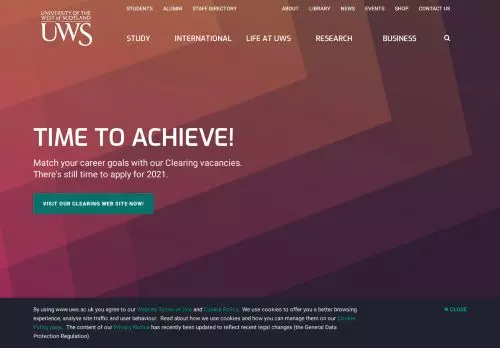 UNIVERSITY OF THE
WEST of SCOTLAND
UWS
STUDENTS ALUMNI STAFF DIRECTORY ABOUT LIBRARY NEWS EVENTS SHOP CONTACT US
STUDY INTERNATIONAL LIFE AT UWS RESEARCH BUSINESS
TIME TO ACHIEVE!
Match your career goals with our Clearing vacancies.
There's still time to apply for 2021.
VISIT OUR CLEARING WEB SITE NOW!
By using www.uws.ac.uk you agree to our Website Terms of Use and Cookie Policy. We use cookies to offer you a better browsing
experience, analyse site traffic and user behaviour. Read about how we use cookies and how you can manage them on our Cookie
Policy page. The content of our Privacy Notice has recently been updated to reflect recent legal changes (the General Data
Protection Regulation)
× CLOSE